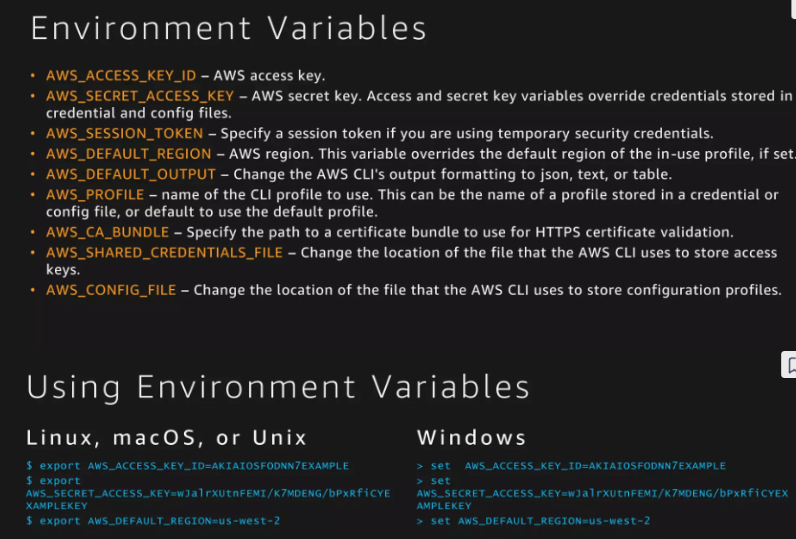 Environment Variables
• AWS_ACCESS_KEY_ID – AWS access key.
• AWS_SECRET_ACCESS_KEY – AWS secret key. Access and secret key variables override credentials stored in
credential and config files.
• AWS_SESSION_TOKEN – Specify a session token if you are using temporary security credentials.
• AWS_DEFAULT_REGION – AWS region. This variable overrides the default region of the in-use profile, if set.
• AWS_DEFAULT_OUTPUT – Change the AWS CLI's output formatting to json, text, or table.
• AWS_PROFILE – name of the CLI profile to use. This can be the name of a profile stored in a credential or
config file, or default to use the default profile.
• AWS_CA_BUNDLE – Specify the path to a certificate bundle to use for HTTPS certificate validation.
• AWS_SHARED_CREDENTIALS_FILE – Change the location of the file that the AWS CLI uses to store access
keys.
• AWS_CONFIG_FILE – Change the location of the file that the AWS CLI uses to store configuration profiles.
Using Environment Variables
Linux, macOS, or Unix
$ export AWS_ACCESS_KEY_ID=AKIAIOSFODNN7EXAMPLE
$ export
AWS_SECRET_ACCESS_KEY=wJalrXUtnFEMI/K7MDENG/bPxRfiCYE
XAMPLEKEY
$ export AWS_DEFAULT_REGION=us-west-2
Windows
> set AWS_ACCESS_KEY_ID=AKIAIOSFODNN7EXAMPLE
> set
AWS_SECRET_ACCESS_KEY=wJalrXUtnFEMI/K7MDENG/bPxRfiCYEX
AMPLEKEY
> set AWS_DEFAULT_REGION=us-west-2